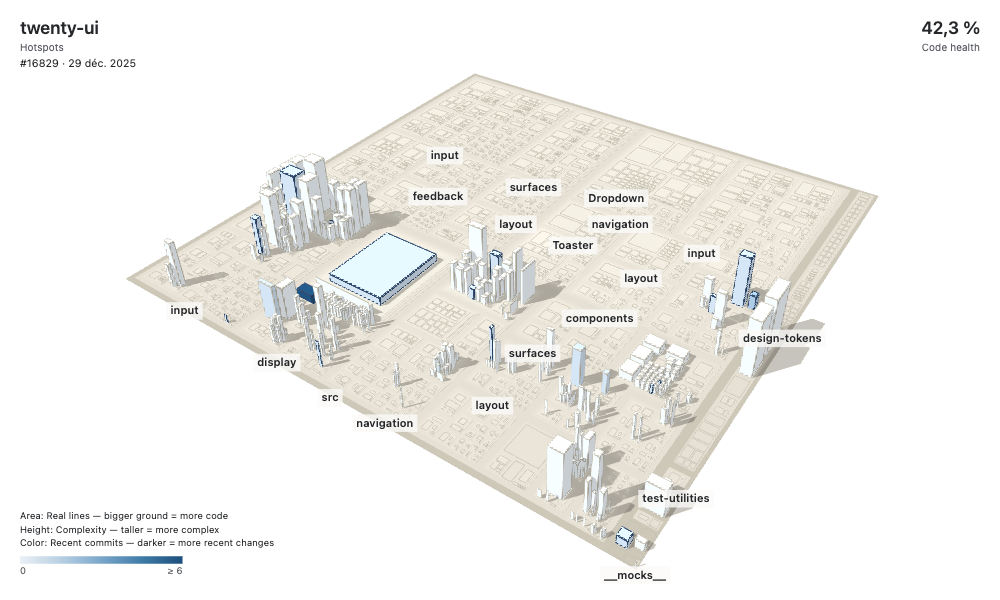 twenty-ui
Hotspots
#16829 · 29 déc. 2025
42,3 %
Code health
input
feedback
surfaces
Dropdown
layout
navigation
Toaster
input
layout
input
components
design-tokens
display
surfaces
src
layout
navigation
test-utilities
__mocks__
Area: Real lines — bigger ground = more code
Height: Complexity — taller = more complex
Color: Recent commits — darker = more recent changes
0
≥ 6